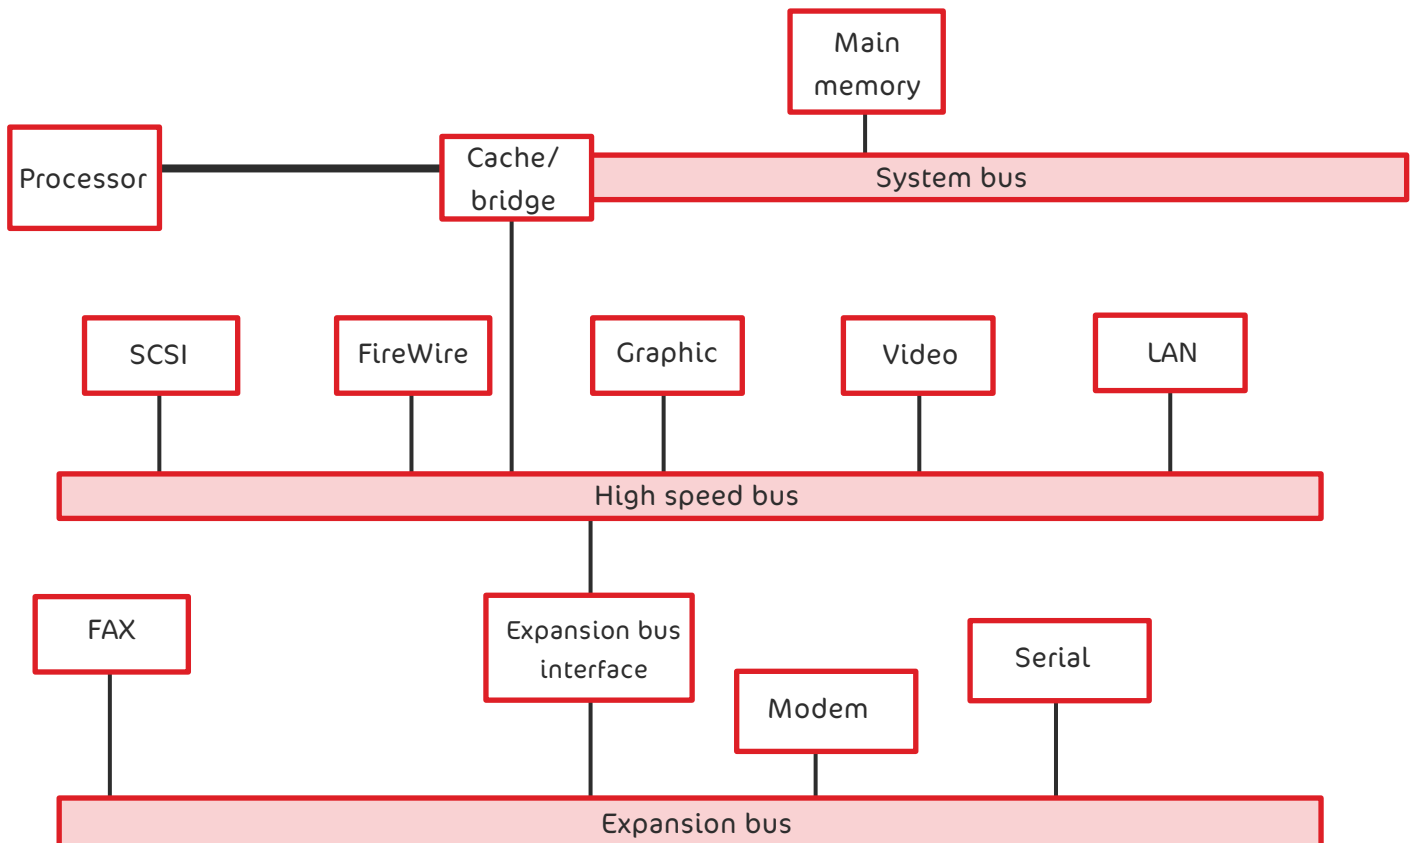 Main
memory
Processor
Cache/
bridge
System bus
SCSI
FireWire
Graphic
Video
LAN
High speed bus
FAX
Expansion bus
interface
Modem
Serial
Expansion bus